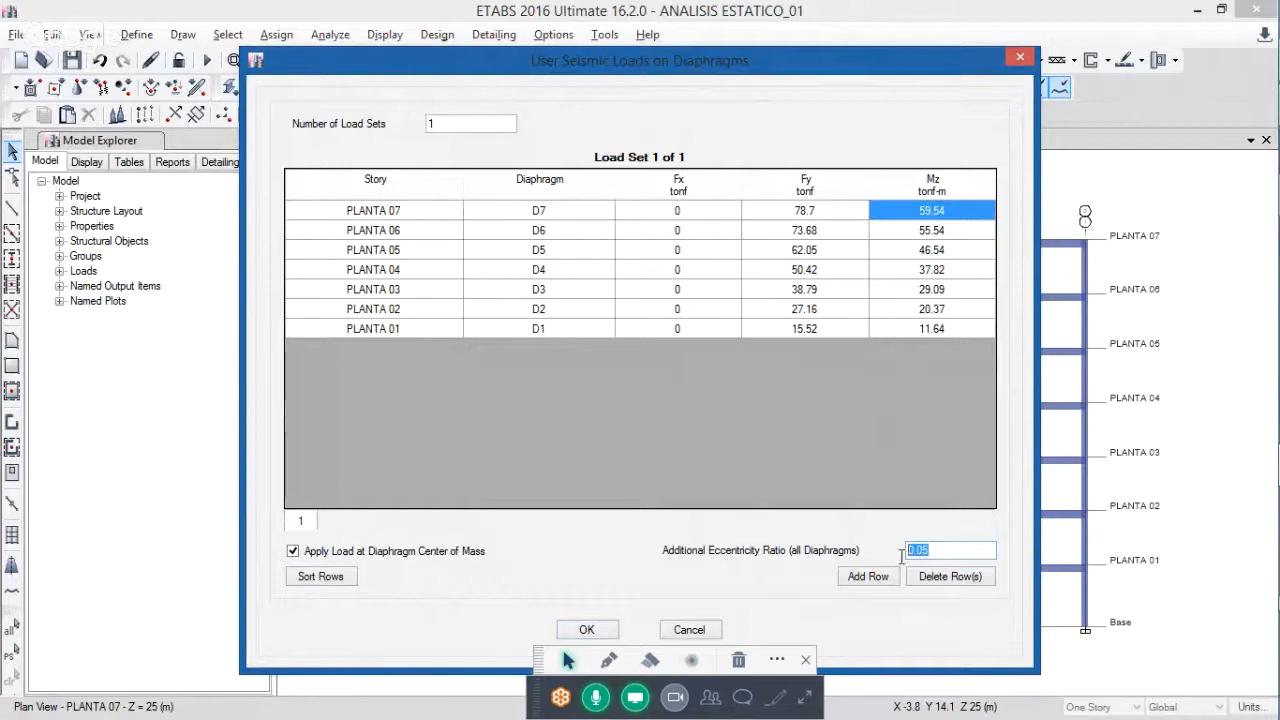 ETABS 2016 Ultimate 16.2.0 - ANALISIS ESTATICO_01
File Edit View Define Draw Select Assign Analyze Display Design Detailing Options Tools Help
User Seismic Loads on Diaphragms
Number of Load Sets 1
Load Set 1 of 1
Story Diaphragm Fx tonf Fy tonf Mz tonf-m
PLANTA 07 D7 0 78.7 59.54
PLANTA 06 D6 0 73.68 55.54
PLANTA 05 D5 0 62.05 46.54
PLANTA 04 D4 0 50.42 37.82
PLANTA 03 D3 0 38.79 29.09
PLANTA 02 D2 0 27.16 20.37
PLANTA 01 D1 0 15.52 11.64
1
Apply Load at Diaphragm Center of Mass
Additional Eccentricity Ratio (all Diaphragms) 0.05
Sort Rows Add Row Delete Row(s)
OK Cancel
Model Explorer
Model Display Tables Reports Detailing
Model
Project
Structure Layout
Properties
Structural Objects
Groups
Loads
Named Output Items
Named Plots
all
PS
PLANTA 07
PLANTA 06
PLANTA 05
PLANTA 04
PLANTA 03
PLANTA 02
PLANTA 01
Base
X -3.8 Y 14.1 Z 25 (m) One Story Global Units...